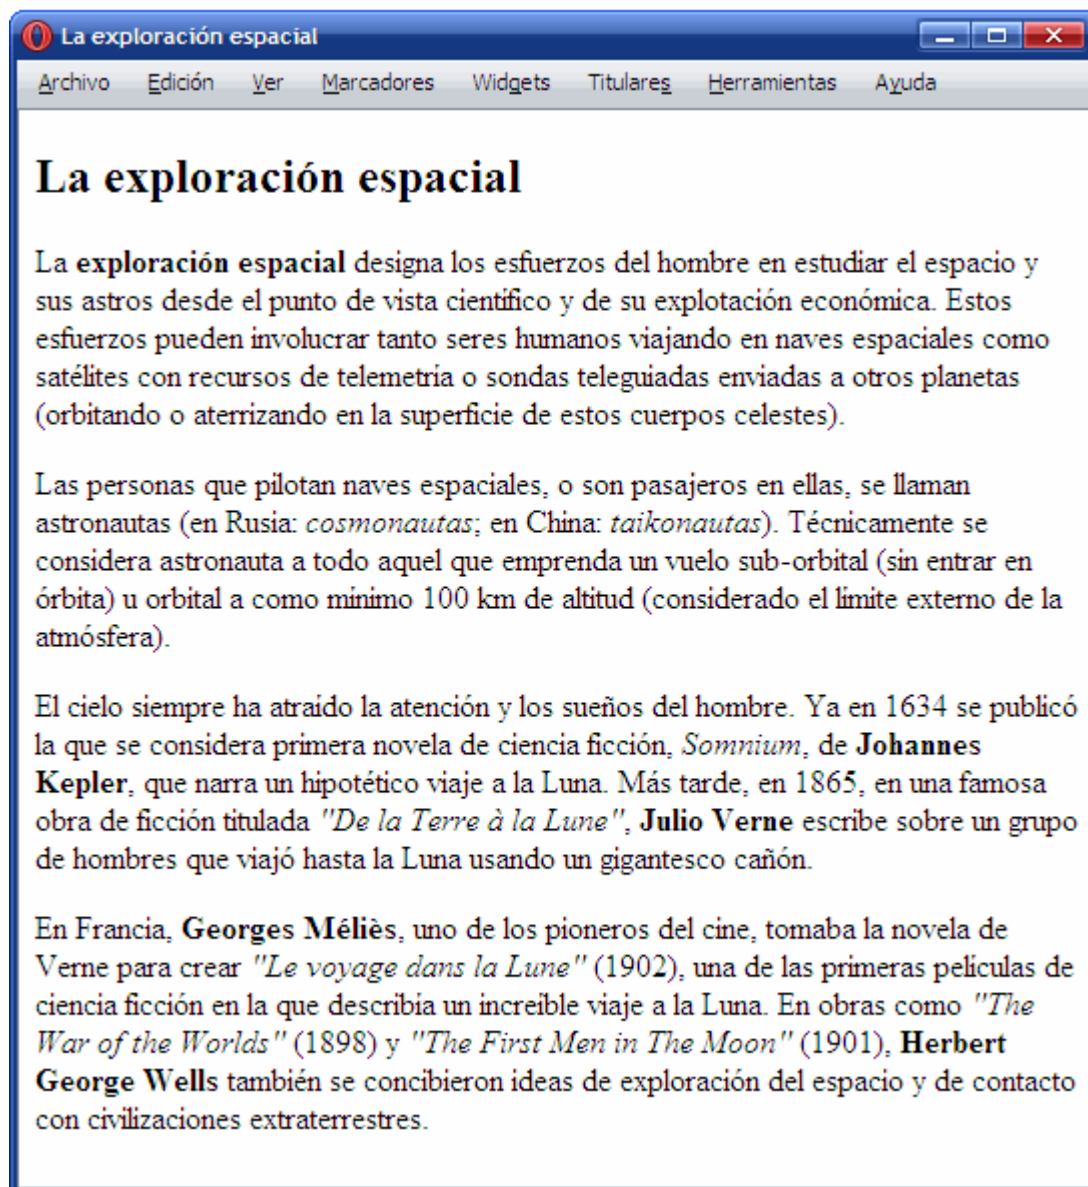 La exploración espacial
Archivo Edición Ver Marcadores Widgets Titulares Herramientas Ayuda
La exploración espacial
La exploración espacial designa los esfuerzos del hombre en estudiar el espacio y
sus astros desde el punto de vista científico y de su explotación económica. Estos
esfuerzos pueden involucrar tanto seres humanos viajando en naves espaciales como
satélites con recursos de telemetría o sondas teleguiadas enviadas a otros planetas
(orbitando o aterrizando en la superficie de estos cuerpos celestes).
Las personas que pilotan naves espaciales, o son pasajeros en ellas, se llaman
astronautas (en Rusia: cosmonautas; en China: taikonautas). Técnicamente se
considera astronauta a todo aquel que emprenda un vuelo sub-orbital (sin entrar en
órbita) u orbital a como mínimo 100 km de altitud (considerado el límite externo de la
atmósfera).
El cielo siempre ha atraído la atención y los sueños del hombre. Ya en 1634 se publicó
la que se considera primera novela de ciencia ficción, Somnium, de Johannes
Kepler, que narra un hipotético viaje a la Luna. Más tarde, en 1865, en una famosa
obra de ficción titulada "De la Terre à la Lune", Julio Verne escribe sobre un grupo
de hombres que viajó hasta la Luna usando un gigantesco cañón.
En Francia, Georges Méliès, uno de los pioneros del cine, tomaba la novela de
Verne para crear "Le voyage dans la Lune" (1902), una de las primeras películas de
ciencia ficción en la que describía un increíble viaje a la Luna. En obras como "The
War of the Worlds" (1898) y "The First Men in The Moon" (1901), Herbert
George Wells también se concibieron ideas de exploración del espacio y de contacto
con civilizaciones extraterrestres.